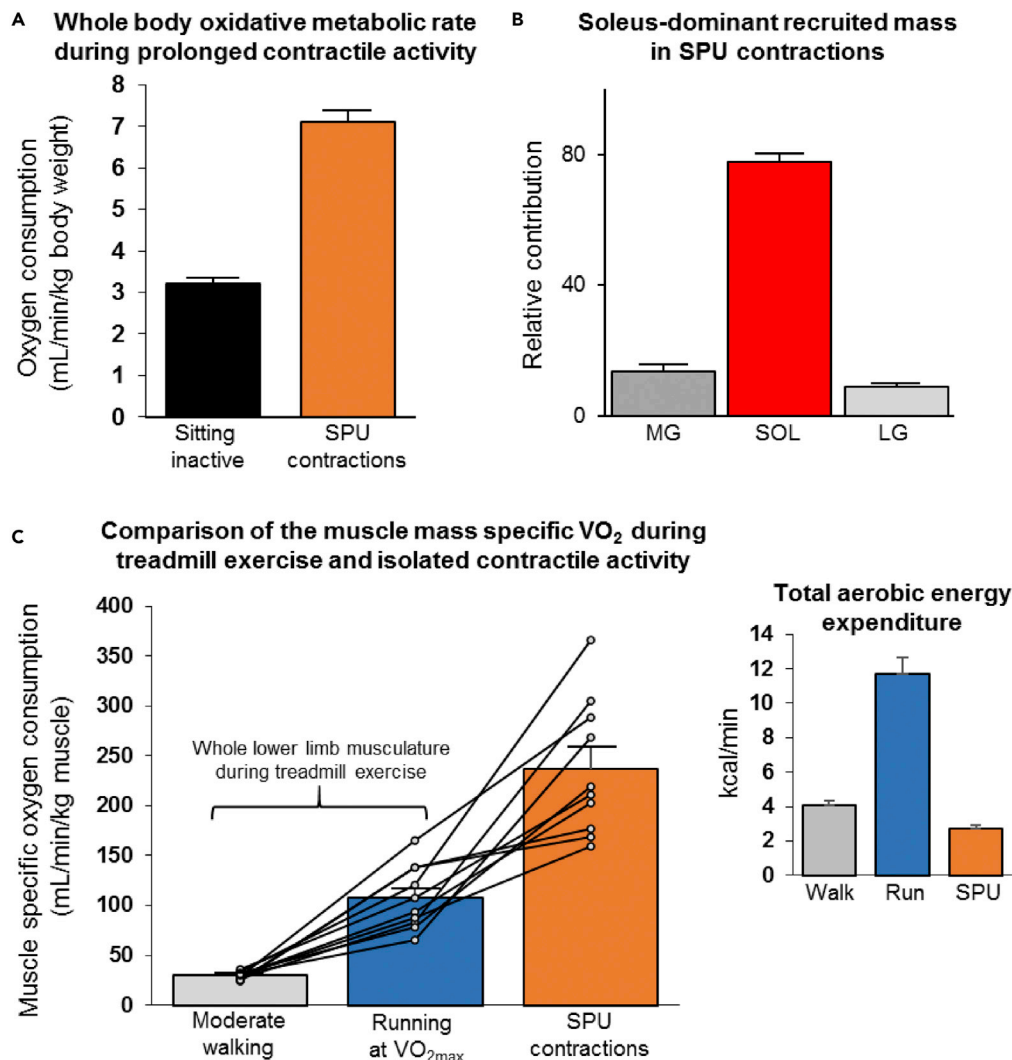 A
Whole body oxidative metabolic rate
during prolonged contractile activity
Oxygen consumption
(mL/min/kg body weight)
8
7
6
5
4
3
2
1
0
Sitting
inactive
SPU
contractions
B
Soleus-dominant recruited mass
in SPU contractions
Relative contribution
80
40
0
MG
SOL
LG
C
Comparison of the muscle mass specific VO₂ during
treadmill exercise and isolated contractile activity
Muscle specific oxygen consumption
(mL/min/kg muscle)
400
350
300
250
200
150
100
50
0
Whole lower limb musculature
during treadmill exercise
Moderate
walking
Running
at VO₂max
SPU
contractions
Total aerobic energy
expenditure
kcal/min
14
12
10
8
6
4
2
0
Walk
Run
SPU